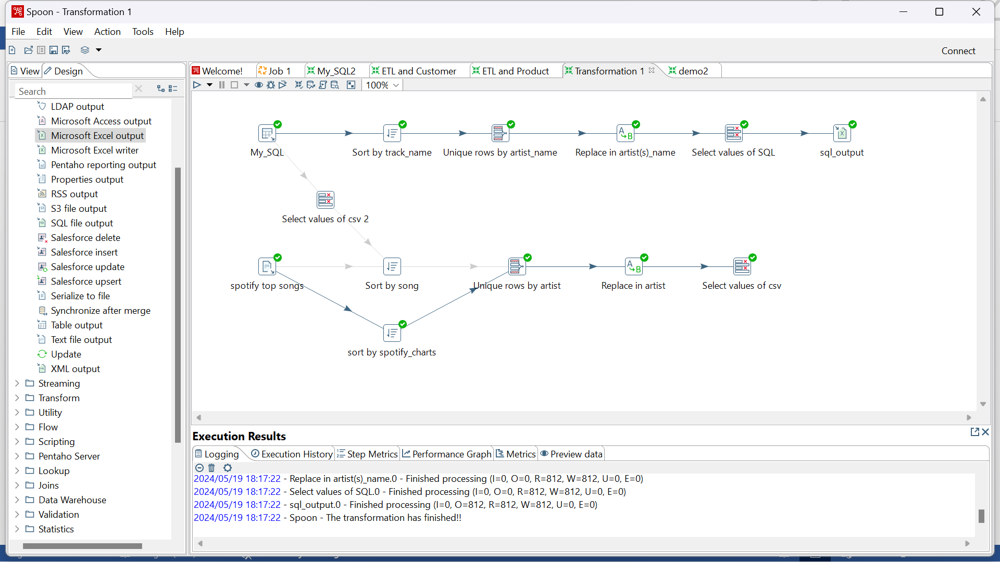 Spoon - Transformation 1
File Edit View Action Tools Help
Connect
View Design
Welcome! Job 1 My_SQL2 ETL and Customer ETL and Product Transformation 1 demo2
100%
Search
LDAP output
Microsoft Access output
Microsoft Excel output
Microsoft Excel writer
Pentaho reporting output
Properties output
RSS output
S3 file output
SQL file output
Salesforce delete
Salesforce insert
Salesforce update
Salesforce upsert
Serialize to file
Synchronize after merge
Table output
Text file output
Update
XML output
Streaming
Transform
Utility
Flow
Scripting
Pentaho Server
Lookup
Joins
Data Warehouse
Validation
Statistics
My_SQL Sort by track_name Unique rows by artist_name Replace in artist(s)_name Select values of SQL sql_output
Select values of csv 2
spotify top songs Sort by song Unique rows by artist Replace in artist Select values of csv
sort by spotify_charts
Execution Results
Logging Execution History Step Metrics Performance Graph Metrics Preview data
2024/05/19 18:17:22 - Replace in artist(s)_name.0 - Finished processing (I=0, O=0, R=812, W=812, U=0, E=0)
2024/05/19 18:17:22 - Select values of SQL.0 - Finished processing (I=0, O=0, R=812, W=812, U=0, E=0)
2024/05/19 18:17:22 - sql_output.0 - Finished processing (I=0, O=812, R=812, W=812, U=0, E=0)
2024/05/19 18:17:22 - Spoon - The transformation has finished!!